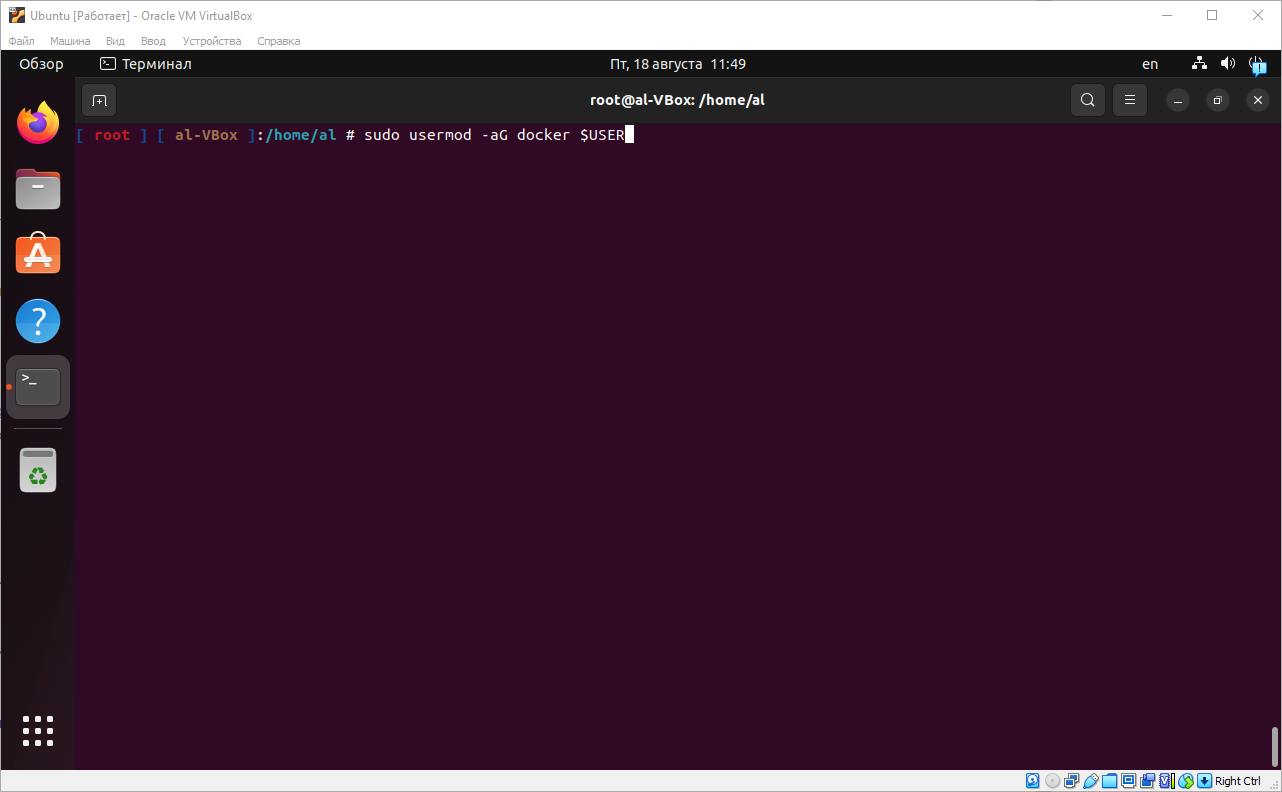 Ubuntu [Работает] - Oracle VM VirtualBox
Файл Машина Вид Ввод Устройства Справка
Обзор Терминал Пт, 18 августа 11:49 en
root@al-VBox: /home/al
[ root ] [ al-VBox ]:/home/al # sudo usermod -aG docker $USER
Right Ctrl